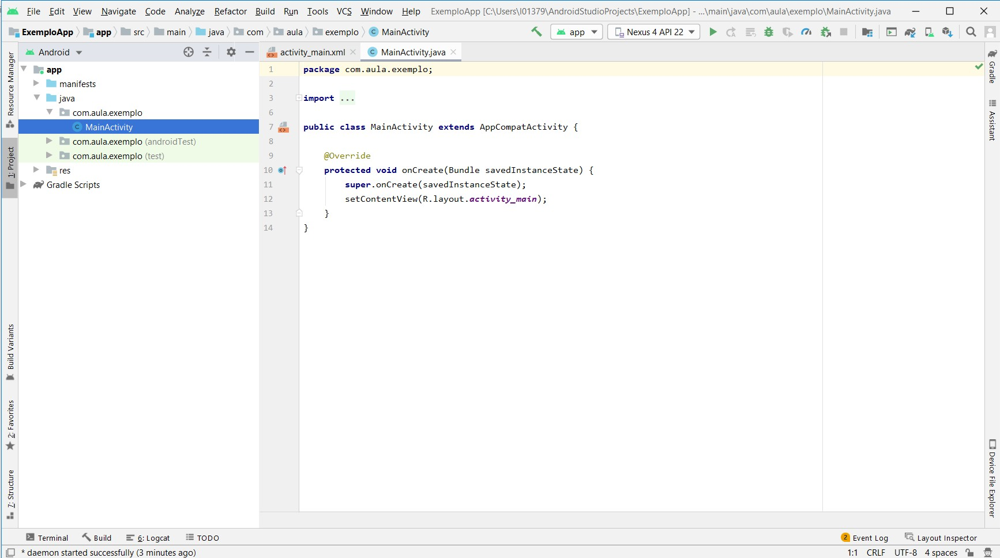 File Edit View Navigate Code Analyze Refactor Build Run Tools VCS Window Help ExemploApp [C:\Users\I01379\AndroidStudioProjects\ExemploApp] - ...\main\java\com\aula\exemplo\MainActivity.java
ExemploApp app src main java com aula exemplo MainActivity app Nexus 4 API 22
Android
activity_main.xml MainActivity.java
Resource Manager
1: Project
Build Variants
2: Favorites
7: Structure
app
manifests
java
com.aula.exemplo
MainActivity
com.aula.exemplo (androidTest)
com.aula.exemplo (test)
res
Gradle Scripts
1 package com.aula.exemplo;
2
3 import ...
6
7 public class MainActivity extends AppCompatActivity {
8
9 @Override
10 protected void onCreate(Bundle savedInstanceState) {
11 super.onCreate(savedInstanceState);
12 setContentView(R.layout.activity_main);
13 }
14 }
Gradle
Assistant
Device File Explorer
Terminal Build 6: Logcat TODO 2 Event Log Layout Inspector
* daemon started successfully (3 minutes ago) 1:1 CRLF UTF-8 4 spaces